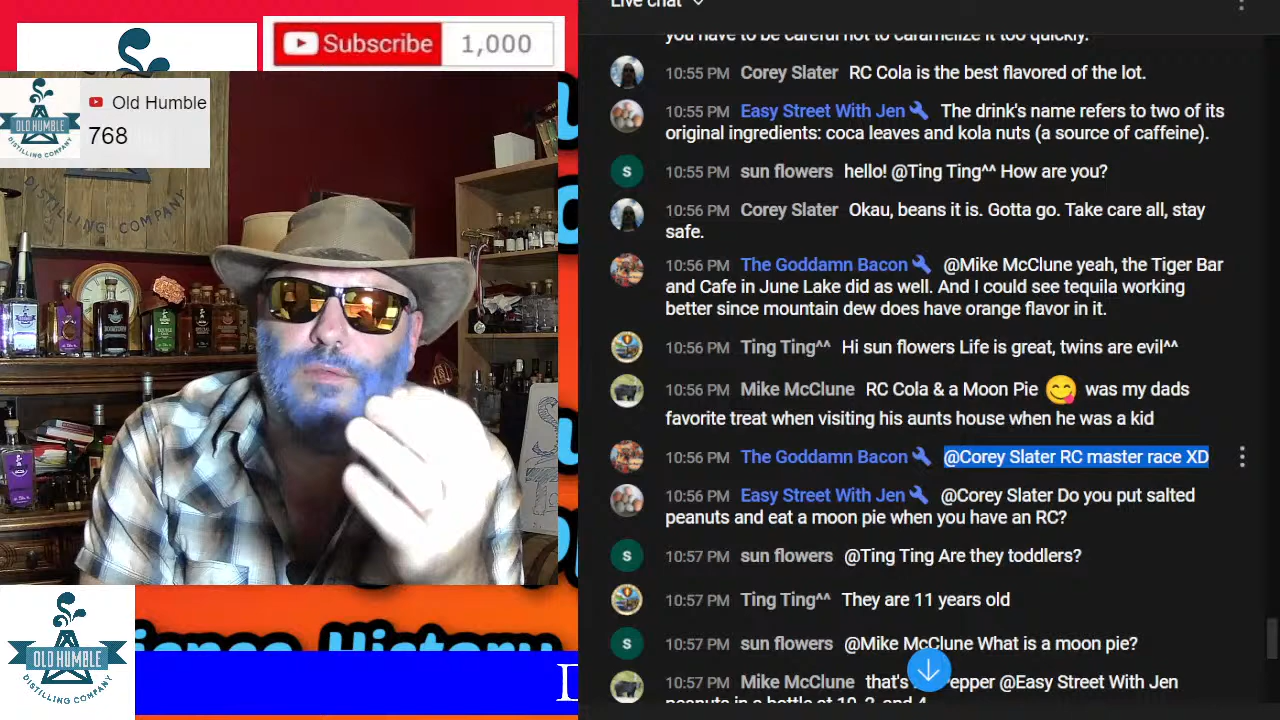 Subscribe 1,000
OLD HUMBLE
DISTILLING COMPANY
Old Humble
768
DISTILLING COMPANY
OLD HUMBLE
DISTILLING COMPANY
History
D
Live chat
you have to be careful not to caramelize it too quickly.
10:55 PM Corey Slater RC Cola is the best flavored of the lot.
10:55 PM Easy Street With Jen The drink's name refers to two of its
original ingredients: coca leaves and kola nuts (a source of caffeine).
S 10:55 PM sun flowers hello! @Ting Ting^^ How are you?
10:56 PM Corey Slater Okau, beans it is. Gotta go. Take care all, stay
safe.
10:56 PM The Goddamn Bacon @Mike McClune yeah, the Tiger Bar
and Cafe in June Lake did as well. And I could see tequila working
better since mountain dew does have orange flavor in it.
10:56 PM Ting Ting^^ Hi sun flowers Life is great, twins are evil^^
10:56 PM Mike McClune RC Cola & a Moon Pie 😋 was my dads
favorite treat when visiting his aunts house when he was a kid
10:56 PM The Goddamn Bacon @Corey Slater RC master race XD
10:56 PM Easy Street With Jen @Corey Slater Do you put salted
peanuts and eat a moon pie when you have an RC?
S 10:57 PM sun flowers @Ting Ting Are they toddlers?
10:57 PM Ting Ting^^ They are 11 years old
S 10:57 PM sun flowers @Mike McClune What is a moon pie?
10:57 PM Mike McClune that's Pepper @Easy Street With Jen
peanuts in a bottle at 10, 2, and 4